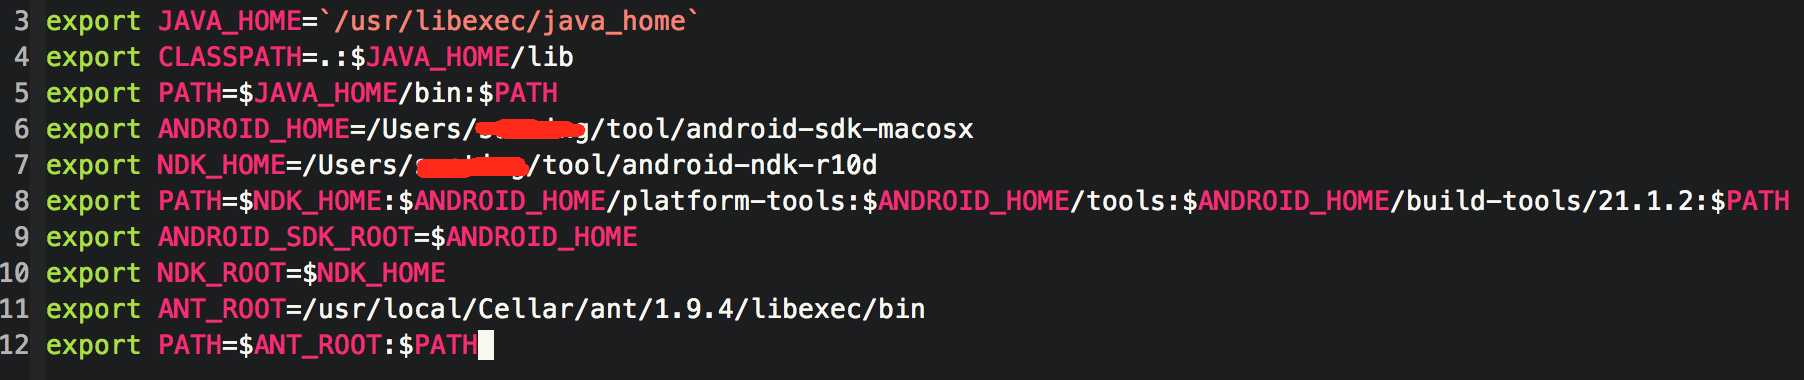 3 export JAVA_HOME=`/usr/libexec/java_home`
4 export CLASSPATH=.:$JAVA_HOME/lib
5 export PATH=$JAVA_HOME/bin:$PATH
6 export ANDROID_HOME=/Users/ /tool/android-sdk-macosx
7 export NDK_HOME=/Users/ /tool/android-ndk-r10d
8 export PATH=$NDK_HOME:$ANDROID_HOME/platform-tools:$ANDROID_HOME/tools:$ANDROID_HOME/build-tools/21.1.2:$PATH
9 export ANDROID_SDK_ROOT=$ANDROID_HOME
10 export NDK_ROOT=$NDK_HOME
11 export ANT_ROOT=/usr/local/Cellar/ant/1.9.4/libexec/bin
12 export PATH=$ANT_ROOT:$PATH